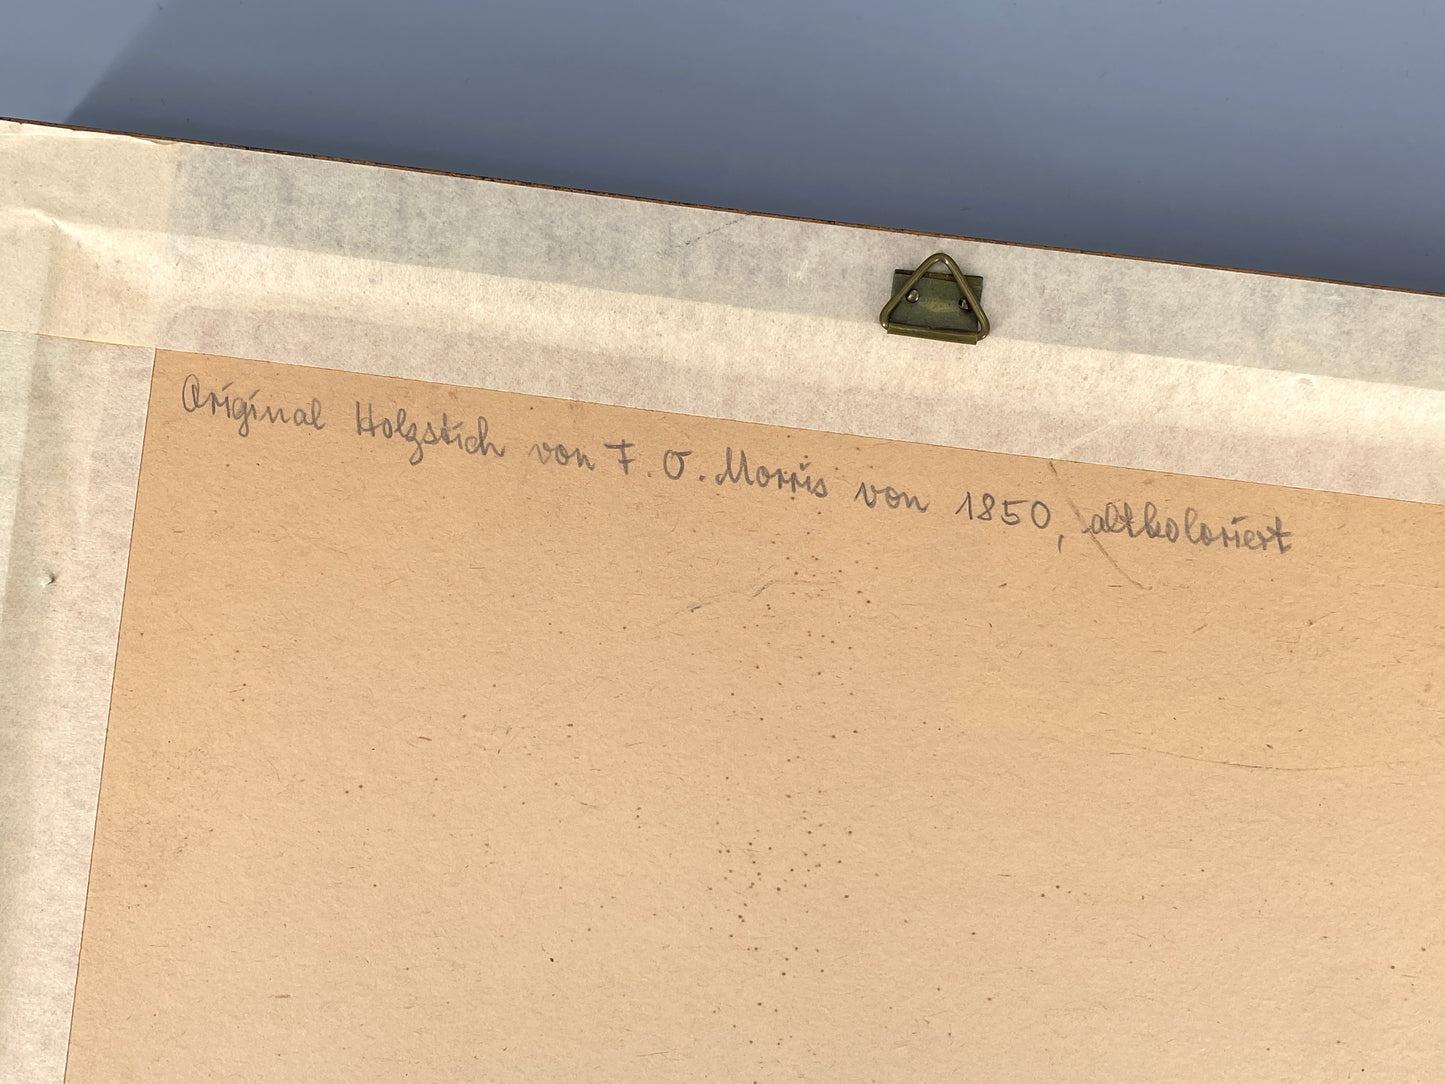 Original Holzstich von F. O. Morris von 1850, altkoloriert